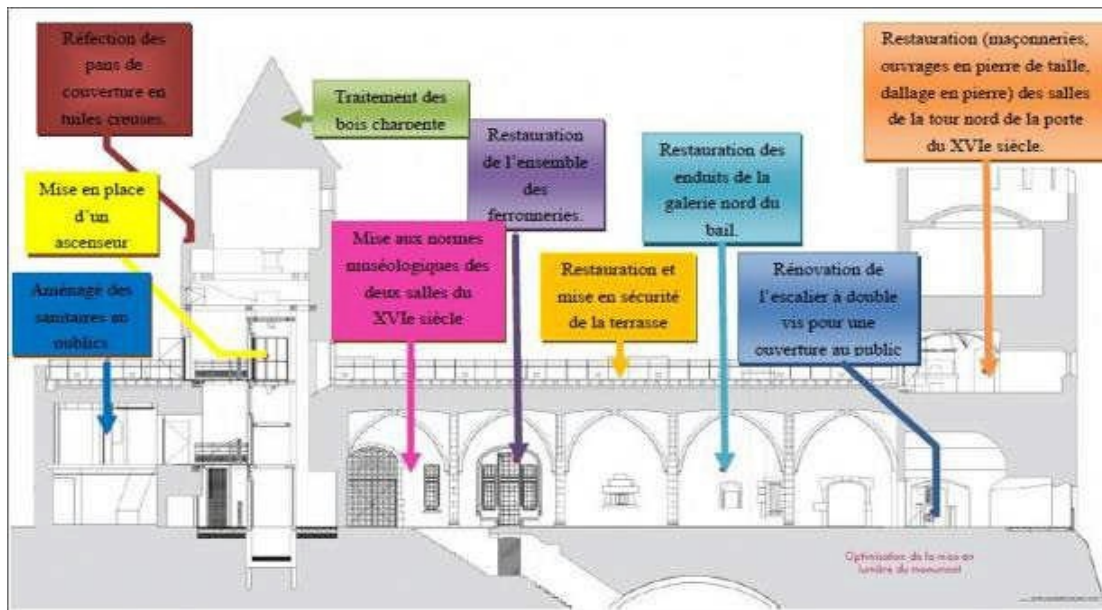 Réfection des
pans de
couverture en
tuiles creuses.
Traitement des
bois charpente
Restauration
de l'ensemble
des
ferronneries.
Restauration des
enduits de la
galerie nord du
bail.
Restauration (maçonneries,
ouvrages en pierre de taille,
dallage en pierre) des salles
de la tour nord de la porte
du XVIe siècle.
Mise en place
d'un
ascenseur
Mise aux normes
muséologiques des
deux salles du
XVIe siècle
Restauration et
mise en sécurité
de la terrasse
Rénovation de
l'escalier à double
vis pour une
ouverture au public
Aménagé des
sanitaires au
publics
Optimisation de la mise en
lumière du monument